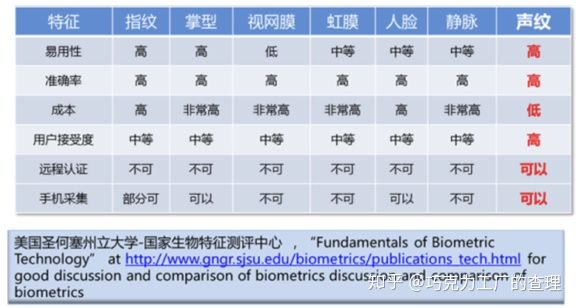 特征 指纹 掌型 视网膜 虹膜 人脸 静脉 声纹
易用性 高 高 低 中等 中等 中等 高
准确率 高 高 高 高 高 高 高
成本 高 非常高 非常高 非常高 高 非常高 低
用户接受度 中等 中等 中等 中等 中等 中等 高
远程认证 不可 不可 不可 不可 不可 不可 可以
手机采集 部分可 可以 不可 不可 可以 不可 可以
美国圣何塞州立大学-国家生物特征测评中心 ，“Fundamentals of Biometric
Technology” at http://www.gngr.sjsu.edu/biometrics/publications_tech.html for
good discussion and comparison of biometrics discussion and comparison of
biometrics
知乎 @巧克力工厂的查理